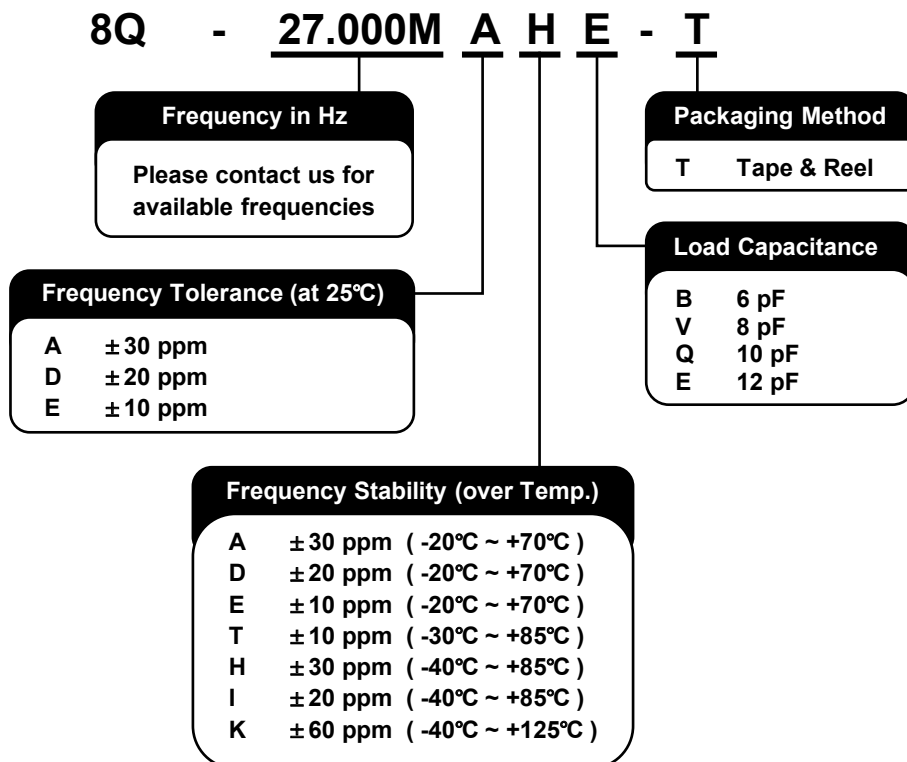 8Q - 27.000M A H E - T
Frequency in Hz
Please contact us for
available frequencies
Packaging Method
T Tape & Reel
Load Capacitance
B 6 pF
V 8 pF
Q 10 pF
E 12 pF
Frequency Tolerance (at 25℃)
A ±30 ppm
D ±20 ppm
E ±10 ppm
Frequency Stability (over Temp.)
A ±30 ppm ( -20℃ ~ +70℃ )
D ±20 ppm ( -20℃ ~ +70℃ )
E ±10 ppm ( -20℃ ~ +70℃ )
T ±10 ppm ( -30℃ ~ +85℃ )
H ±30 ppm ( -40℃ ~ +85℃ )
I ±20 ppm ( -40℃ ~ +85℃ )
K ±60 ppm ( -40℃ ~ +125℃ )